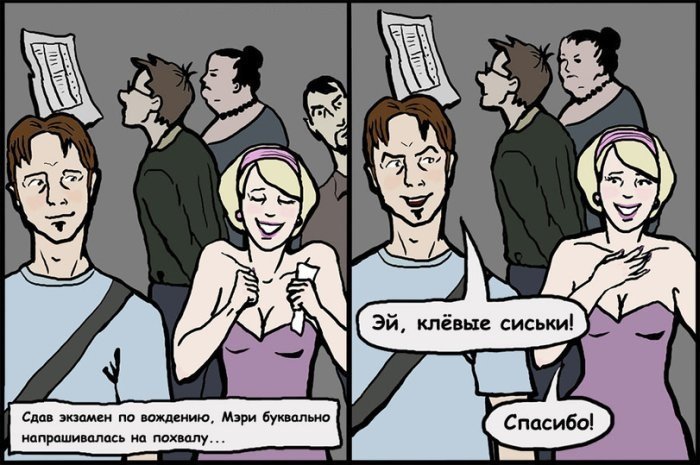 Сдав экзамен по вождению, Мэри буквально
напрашивалась на похвалу...
Эй, клёвые сиськи!
Спасибо!